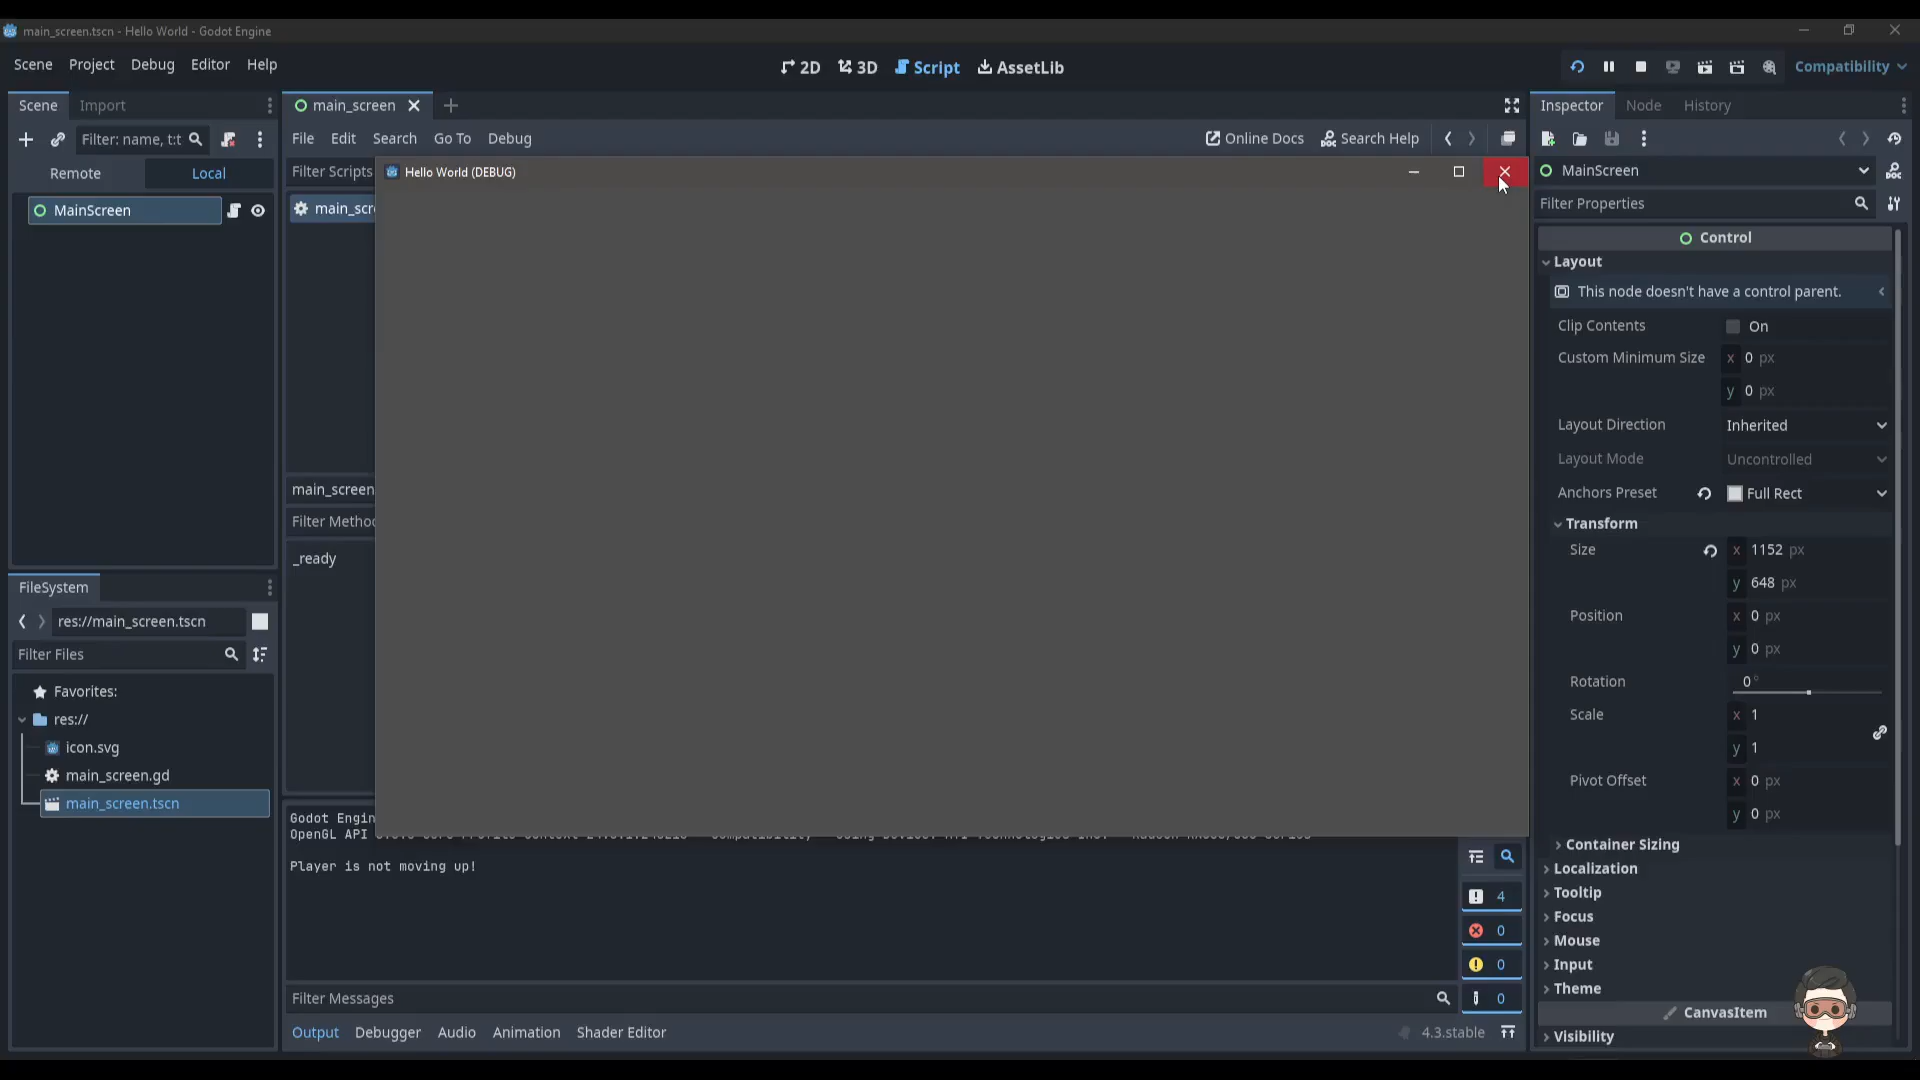 main_screen.tscn - Hello World - Godot Engine
Scene Project Debug Editor Help
2D 3D Script AssetLib
Compatibility
Scene Import
main_screen
Inspector Node History
Filter: name, t:t
File Edit Search Go To Debug
Online Docs Search Help
Remote Local
Filter Scripts
Hello World (DEBUG)
MainScreen
Filter Properties
MainScreen
main_scr
Control
Layout
This node doesn't have a control parent.
Clip Contents On
Custom Minimum Size x 0 px
y 0 px
Layout Direction Inherited
Layout Mode Uncontrolled
Anchors Preset Full Rect
Transform
Size x 1152 px
y 648 px
Position x 0 px
y 0 px
Rotation 0 °
Scale x 1
y 1
Pivot Offset x 0 px
y 0 px
Container Sizing
Localization
Tooltip
Focus
Mouse
Input
Theme
CanvasItem
Visibility
main_screen
Filter Metho
_ready
FileSystem
res://main_screen.tscn
Filter Files
Favorites:
res://
icon.svg
main_screen.gd
main_screen.tscn
Godot Engin
OpenGL API
Player is not moving up!
4
0
0
0
Filter Messages
Output Debugger Audio Animation Shader Editor
4.3.stable